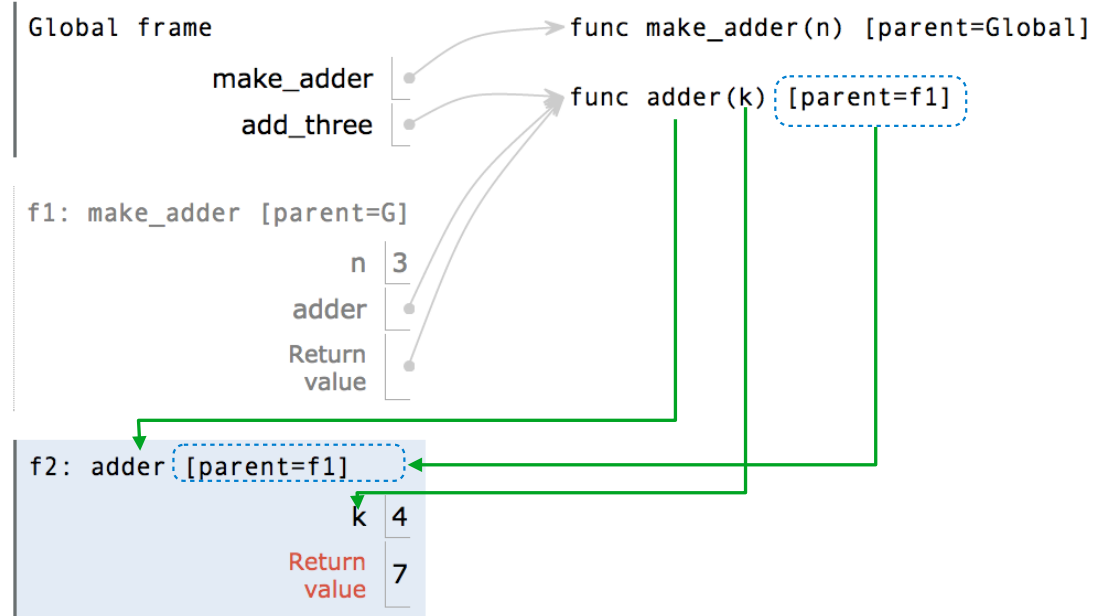 Global frame
func make_adder(n) [parent=Global]
make_adder
func adder(k) [parent=f1]
add_three
f1: make_adder [parent=G]
n 3
adder
Return
value
f2: adder [parent=f1]
k 4
Return
value 7